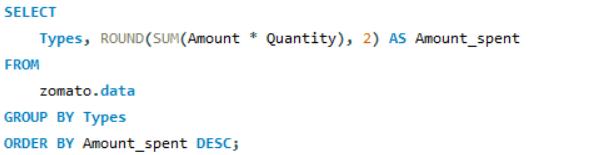 SELECT
Types, ROUND(SUM(Amount * Quantity), 2) AS Amount_spent
FROM
zomato.data
GROUP BY Types
ORDER BY Amount_spent DESC;